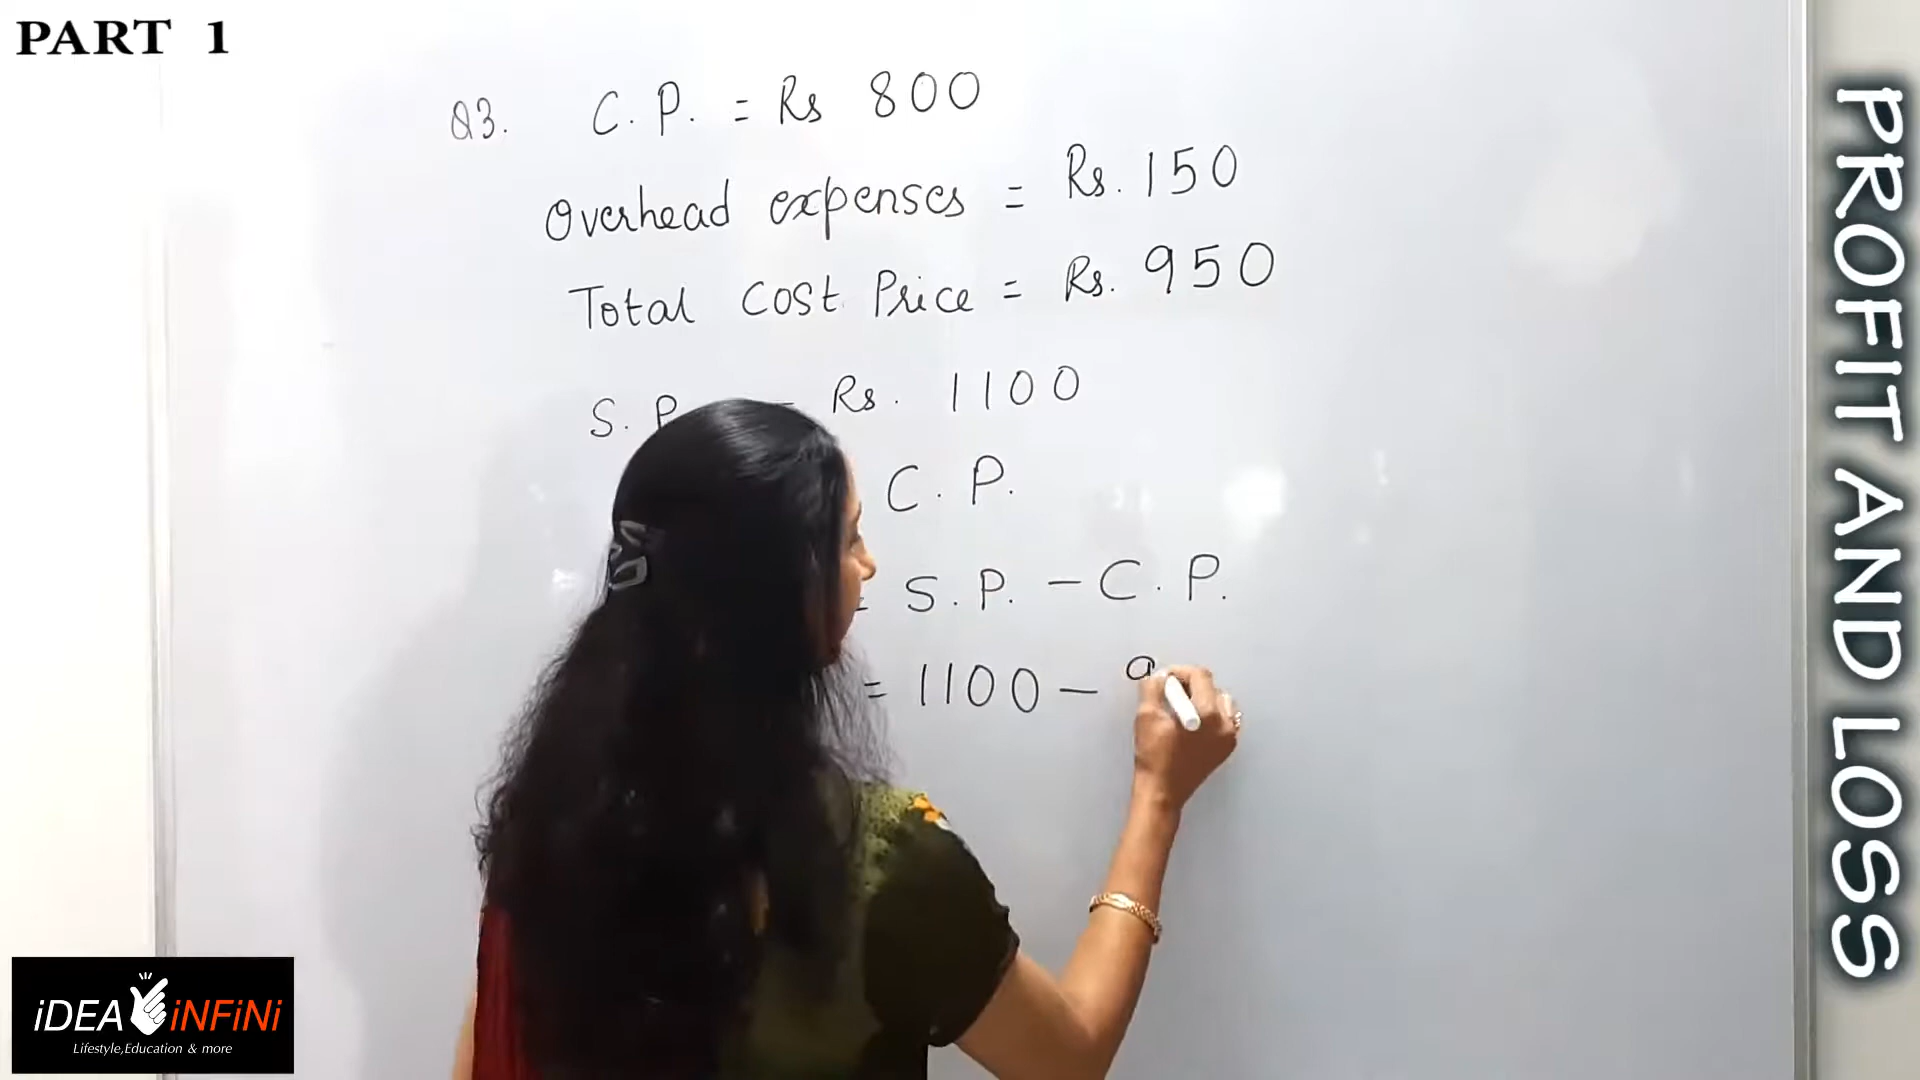 PART 1
Q3. C.P. = Rs 800
Overhead expenses = Rs. 150
Total Cost Price = Rs. 950
S.P. = Rs. 1100
C.P.
= S.P. - C.P.
= 1100 - 9
PROFIT AND LOSS
iDEA iNFiNi
Lifestyle,Education & more